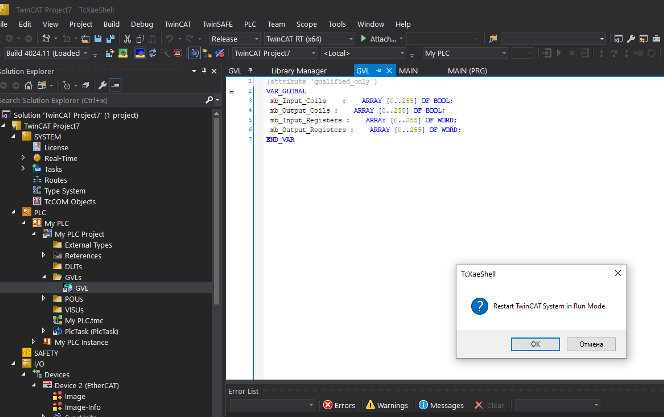 TwinCAT Project7 - TcXaeShell
File Edit View Project Build Debug TwinCAT TwinSAFE PLC Team Scope Tools Window Help
Release TwinCAT RT (x64) Attach...
Build 4024.11 (Loaded TwinCAT Project7 <Local> My PLC
Solution Explorer
Search Solution Explorer (Ctrl+ж)
Solution 'TwinCAT Project7' (1 project)
TwinCAT Project7
SYSTEM
License
Real-Time
Tasks
Routes
Type System
TcCOM Objects
PLC
My PLC
My PLC Project
External Types
References
DUTs
GVLs
GVL
POUs
VISUs
My PLC.tmc
PlcTask (PlcTask)
My PLC Instance
SAFETY
I/O
Devices
Device 2 (EtherCAT)
Image
Image-Info
GVL Library Manager GVL MAIN MAIN (PRG)
1 {attribute 'qualified_only'}
2 VAR_GLOBAL
3 mb_Input_Coils : ARRAY [0..255] OF BOOL;
4 mb_Output_Coils : ARRAY [0..255] OF BOOL;
5 mb_Input_Registers : ARRAY [0..255] OF WORD;
6 mb_Output_Registers : ARRAY [0..255] OF WORD;
7 END_VAR
TcXaeShell
Restart TwinCAT System in Run Mode
OK Отмена
Error List
Errors Warnings Messages Clear